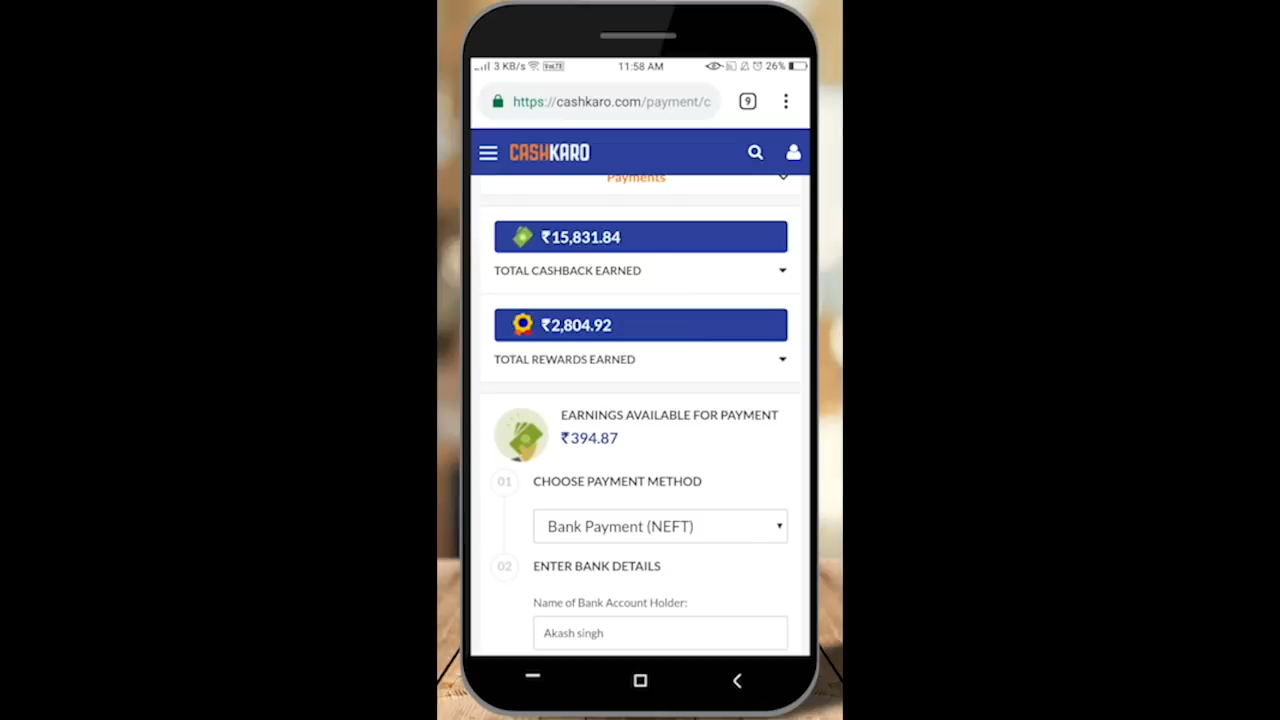 3 KB/s VoLTE 11:58 AM 26%
https://cashkaro.com/payment/c 9
CASHKARO
Payments
₹15,831.84
TOTAL CASHBACK EARNED
₹2,804.92
TOTAL REWARDS EARNED
EARNINGS AVAILABLE FOR PAYMENT
₹394.87
01 CHOOSE PAYMENT METHOD
Bank Payment (NEFT)
02 ENTER BANK DETAILS
Name of Bank Account Holder:
Akash singh